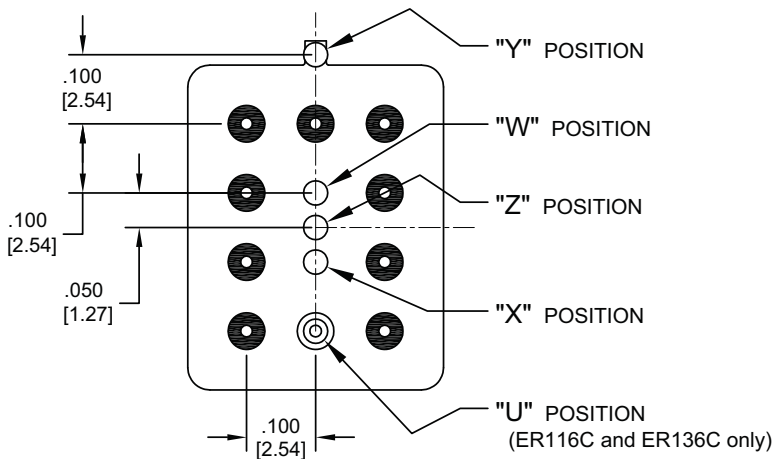 "Y" POSITION
.100
[2.54]
"W" POSITION
"Z" POSITION
.100
[2.54]
.050
[1.27]
"X" POSITION
"U" POSITION
(ER116C and ER136C only)
.100
[2.54]